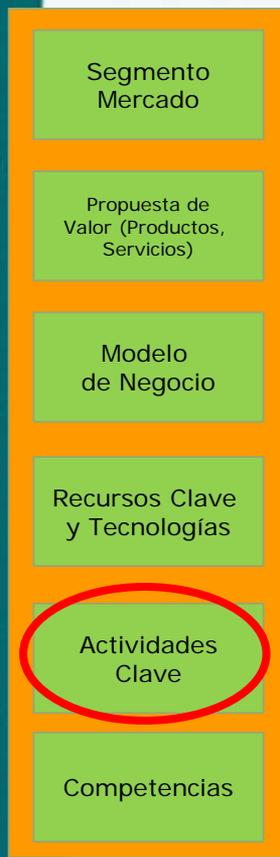 Segmento
Mercado
Propuesta de
Valor (Productos,
Servicios)
Modelo
de Negocio
Recursos Clave
y Tecnologías
Actividades
Clave
Competencias